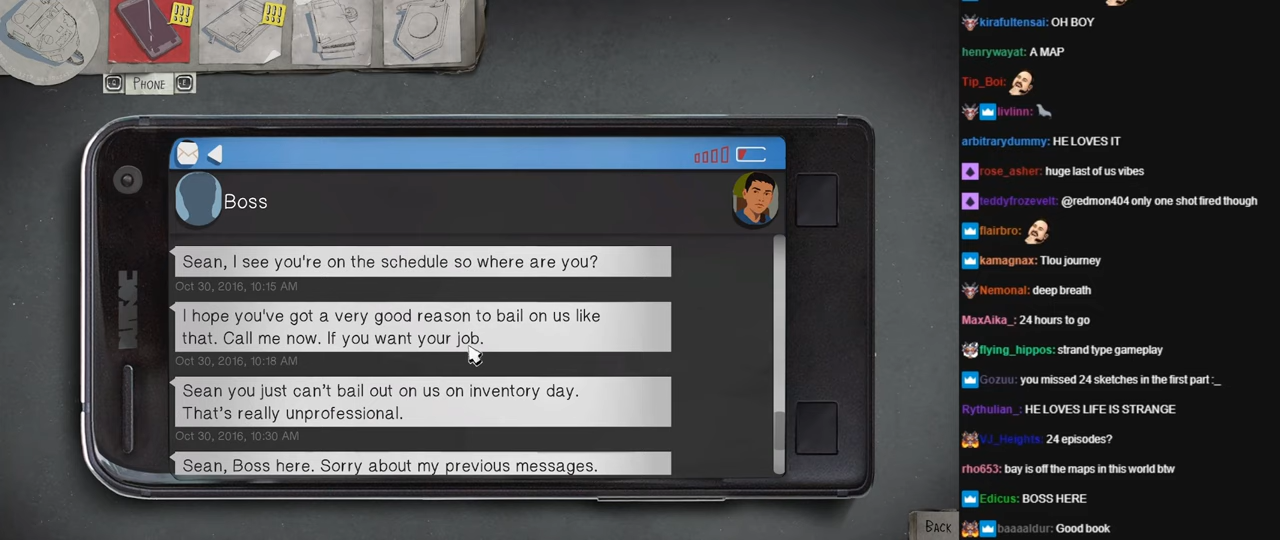 PHONE
Boss
Sean, I see you're on the schedule so where are you?
Oct 30, 2016, 10:15 AM
I hope you've got a very good reason to bail on us like
that. Call me now. If you want your job.
Oct 30, 2016, 10:18 AM
Sean you just can't bail out on us on inventory day.
That's really unprofessional.
Oct 30, 2016, 10:30 AM
Sean, Boss here. Sorry about my previous messages.
BACK
kirafultensai: OH BOY
henrywayat: A MAP
Tip_Boi:
livlinn:
arbitrarydummy: HE LOVES IT
rose_asher: huge last of us vibes
teddyfrozevelt: @redmon404 only one shot fired though
flairbro:
kamagnax: Tlou journey
Nemonal: deep breath
MaxAika_: 24 hours to go
flying_hippos: strand type gameplay
Gozuu: you missed 24 sketches in the first part :_
Rythulian_: HE LOVES LIFE IS STRANGE
VJ_Heights: 24 episodes?
rho653: bay is off the maps in this world btw
Edicus: BOSS HERE
baaaaldur: Good book